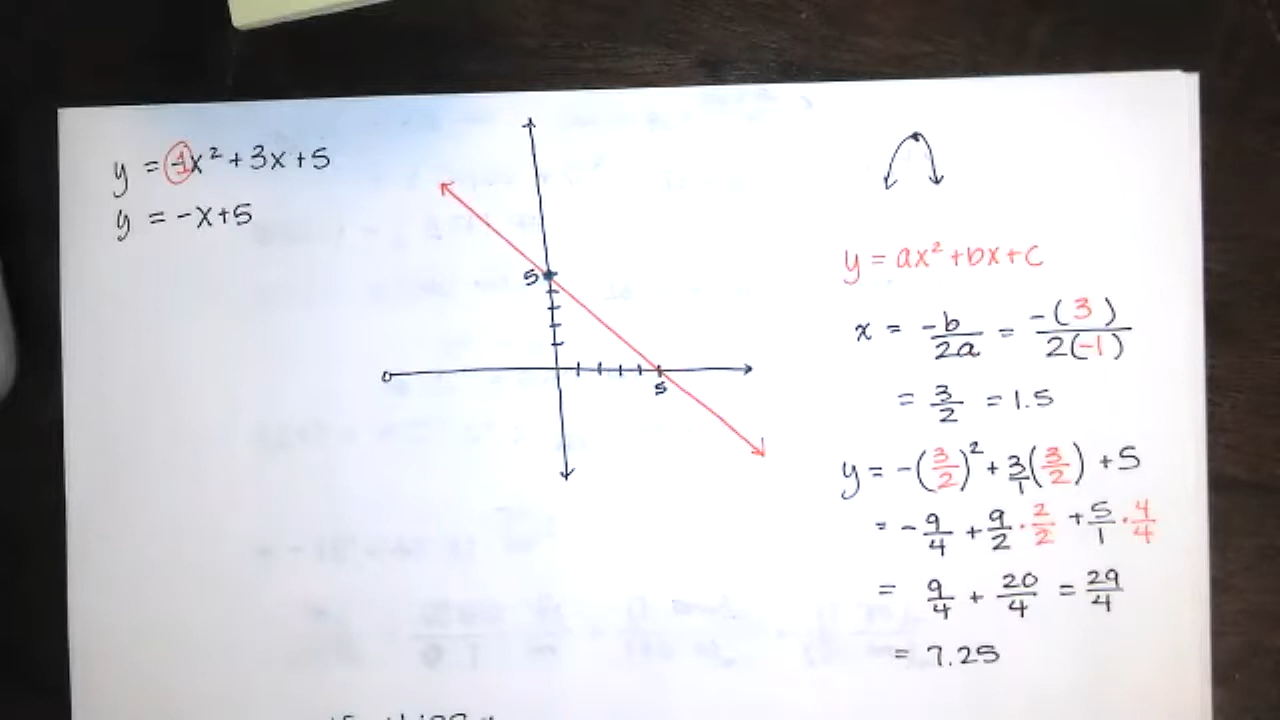 y = -1x² + 3x + 5
y = -x + 5
5
5
y = ax² + bx + c
x = -b/2a = -(3)/2(-1)
= 3/2 = 1.5
y = -(3/2)² + 3/1(3/2) + 5
= -9/4 + 9/2 · 2/2 + 5/1 · 4/4
= 9/4 + 20/4 = 29/4
= 7.25